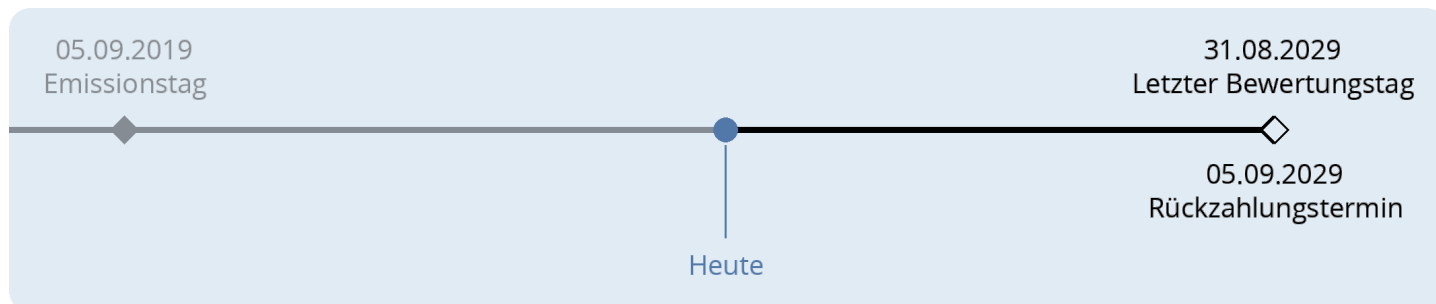 05.09.2019
Emissionstag
31.08.2029
Letzter Bewertungstag
05.09.2029
Rückzahlungstermin
Heute